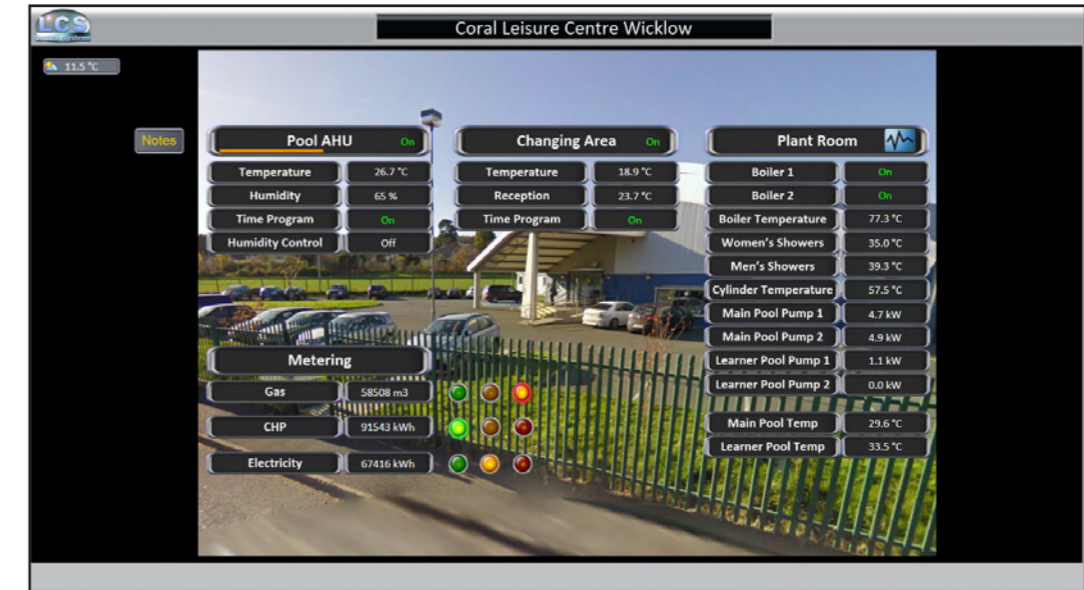 LCS
Coral Leisure Centre Wicklow
11.5 °C
Notes
Pool AHU On
Temperature 26.7 °C
Humidity 65 %
Time Program On
Humidity Control Off
Changing Area On
Temperature 18.9 °C
Reception 23.7 °C
Time Program On
Plant Room
Boiler 1 On
Boiler 2 On
Boiler Temperature 77.3 °C
Women's Showers 35.0 °C
Men's Showers 39.3 °C
Cylinder Temperature 57.5 °C
Main Pool Pump 1 4.7 kW
Main Pool Pump 2 4.9 kW
Learner Pool Pump 1 1.1 kW
Learner Pool Pump 2 0.0 kW
Main Pool Temp 29.6 °C
Learner Pool Temp 33.5 °C
Metering
Gas 58508 m3
CHP 91543 kWh
Electricity 67416 kWh